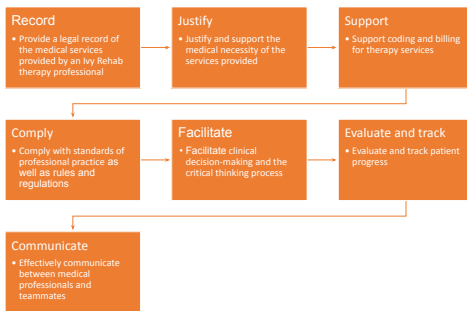 Record
• Provide a legal record of
the medical services
provided by an Ivy Rehab
therapy professional
Justify
• Justify and support the
medical necessity of the
services provided
Support
• Support coding and billing
for therapy services
Comply
• Comply with standards of
professional practice as
well as rules and
regulations
Facilitate
• Facilitate clinical
decision-making and the
critical thinking process
Evaluate and track
• Evaluate and track patient
progress
Communicate
• Effectively communicate
between medical
professionals and
teammates